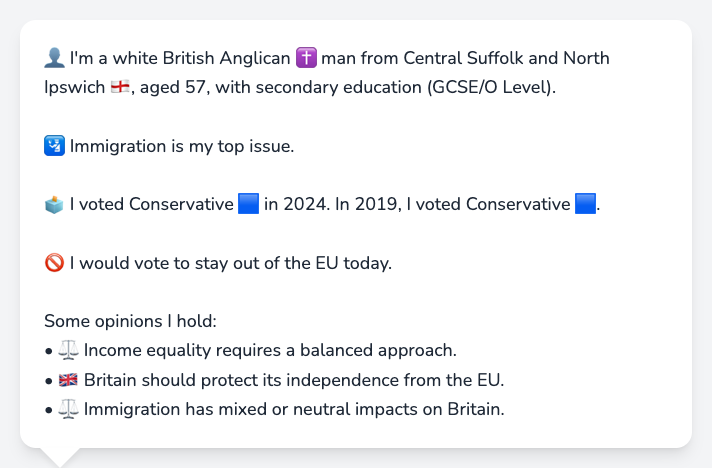 👤 I'm a white British Anglican ✝️ man from Central Suffolk and North
Ipswich 🏴󠁧󠁢󠁥󠁮󠁧󠁿, aged 57, with secondary education (GCSE/O Level).
🛂 Immigration is my top issue.
🗳️ I voted Conservative 🟦 in 2024. In 2019, I voted Conservative 🟦.
🚫 I would vote to stay out of the EU today.
Some opinions I hold:
• ⚖️ Income equality requires a balanced approach.
• 🇬🇧 Britain should protect its independence from the EU.
• ⚖️ Immigration has mixed or neutral impacts on Britain.